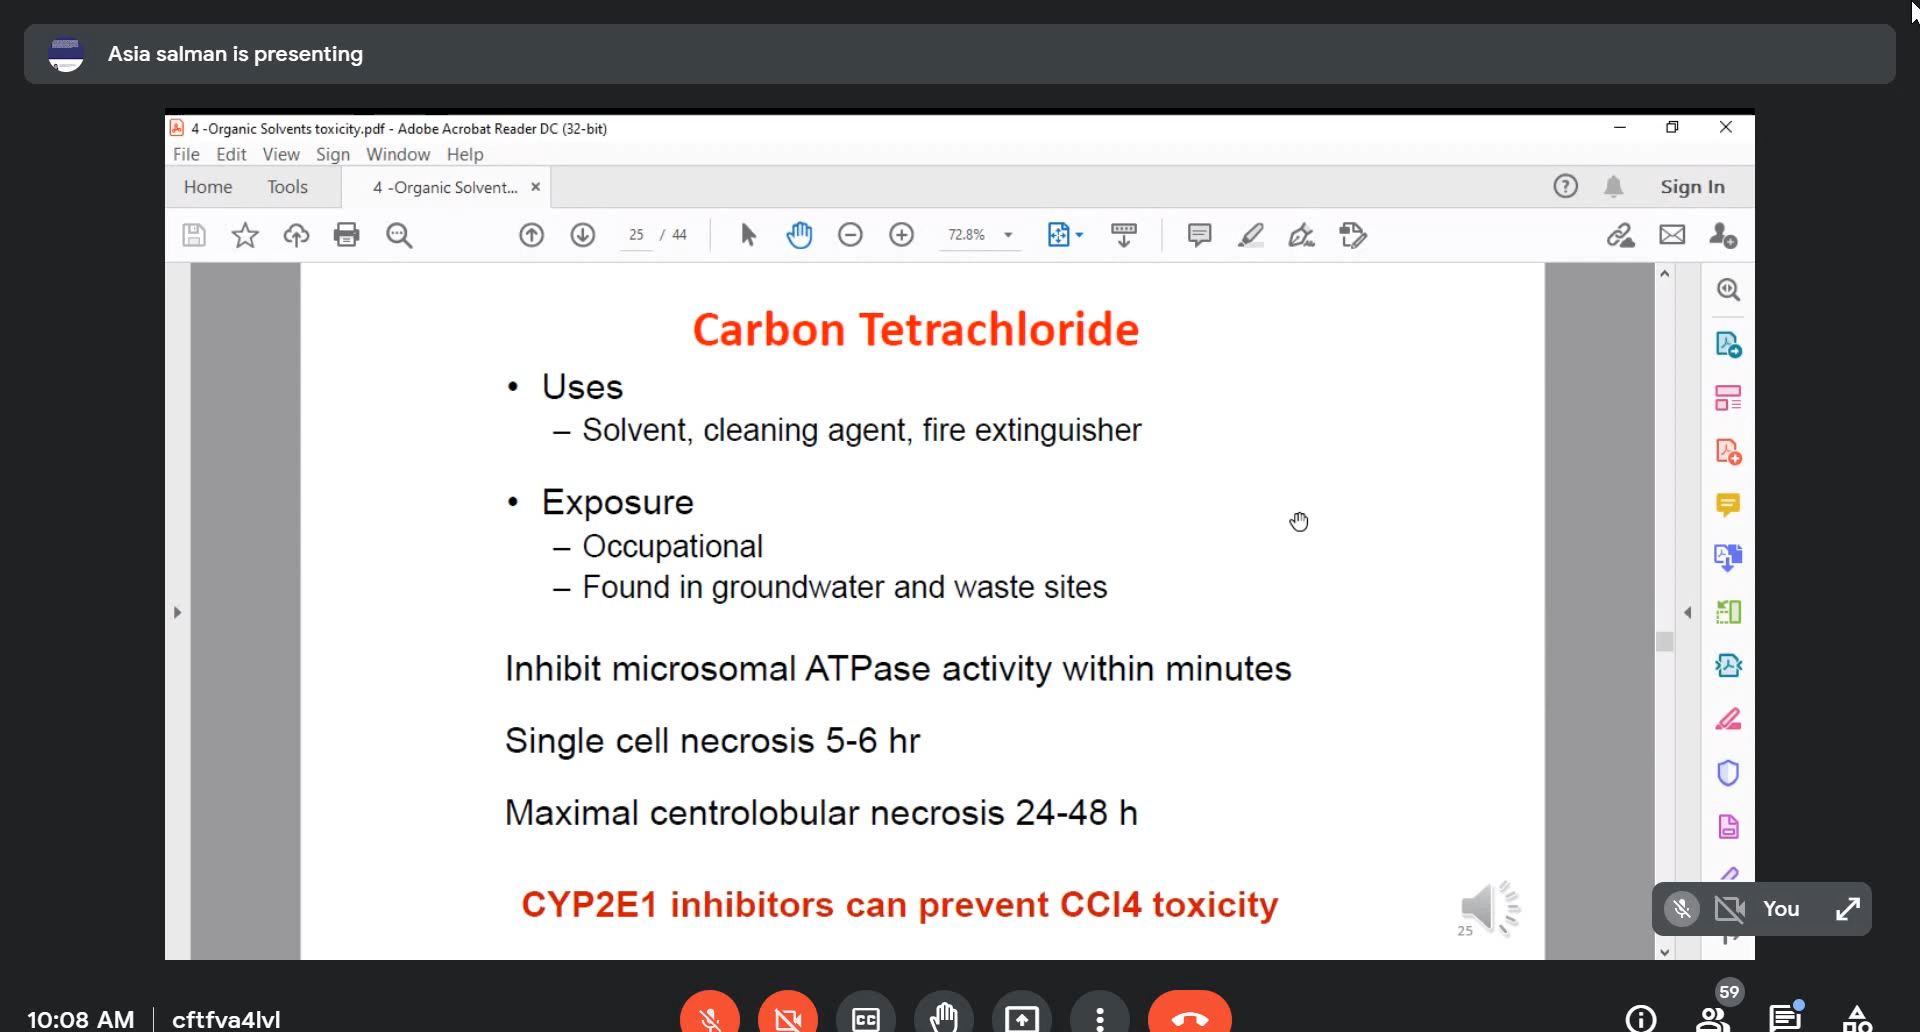 Asia salman is presenting
4 -Organic Solvents toxicity.pdf - Adobe Acrobat Reader DC (32-bit)
File Edit View Sign Window Help
Home Tools 4 -Organic Solvent... × Sign In
25 / 44 72.8%
Carbon Tetrachloride
• Uses
– Solvent, cleaning agent, fire extinguisher
• Exposure
– Occupational
– Found in groundwater and waste sites
Inhibit microsomal ATPase activity within minutes
Single cell necrosis 5-6 hr
Maximal centrolobular necrosis 24-48 h
CYP2E1 inhibitors can prevent CCl4 toxicity
25
You
59
10:08 AM cftfva4lvl
CC